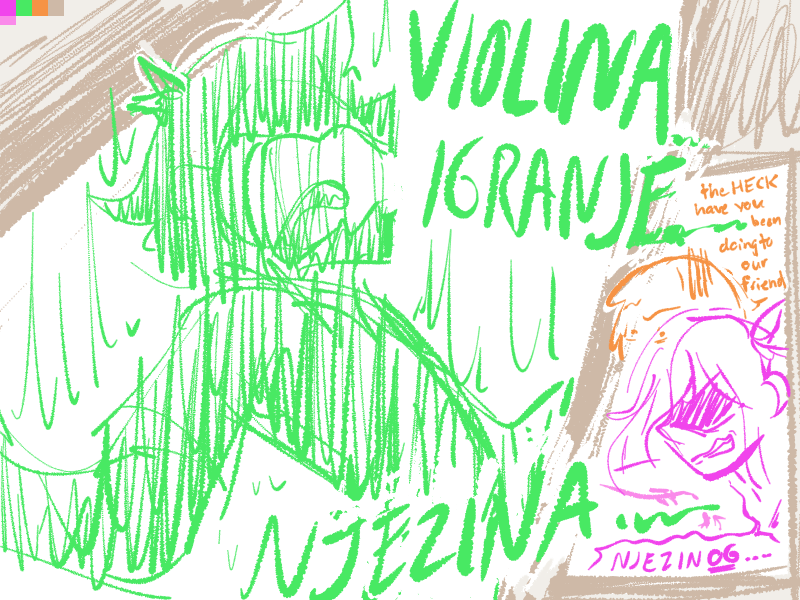 VIOLINA
IGRANJE
the HECK
have you
been
doing to
our
friend
NJEZINA...
NJEZINOG...